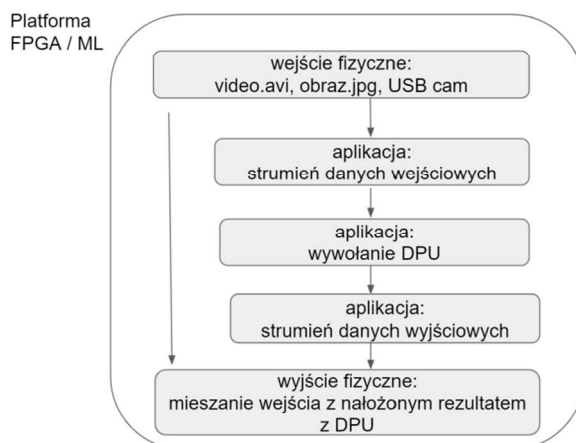 Platforma
FPGA / ML
wejście fizyczne:
video.avi, obraz.jpg, USB cam
aplikacja:
strumień danych wejściowych
aplikacja:
wywołanie DPU
aplikacja:
strumień danych wyjściowych
wyjście fizyczne:
mieszanie wejścia z nałożonym rezultatem
z DPU